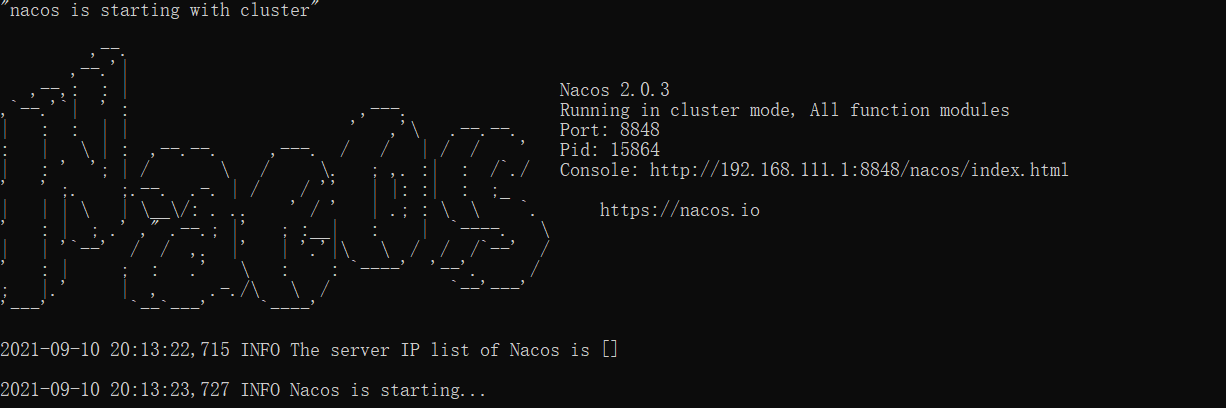 "nacos is starting with cluster"
Nacos 2.0.3
Running in cluster mode, All function modules
Port: 8848
Pid: 15864
Console: http://192.168.111.1:8848/nacos/index.html
https://nacos.io
2021-09-10 20:13:22,715 INFO The server IP list of Nacos is []
2021-09-10 20:13:23,727 INFO Nacos is starting...